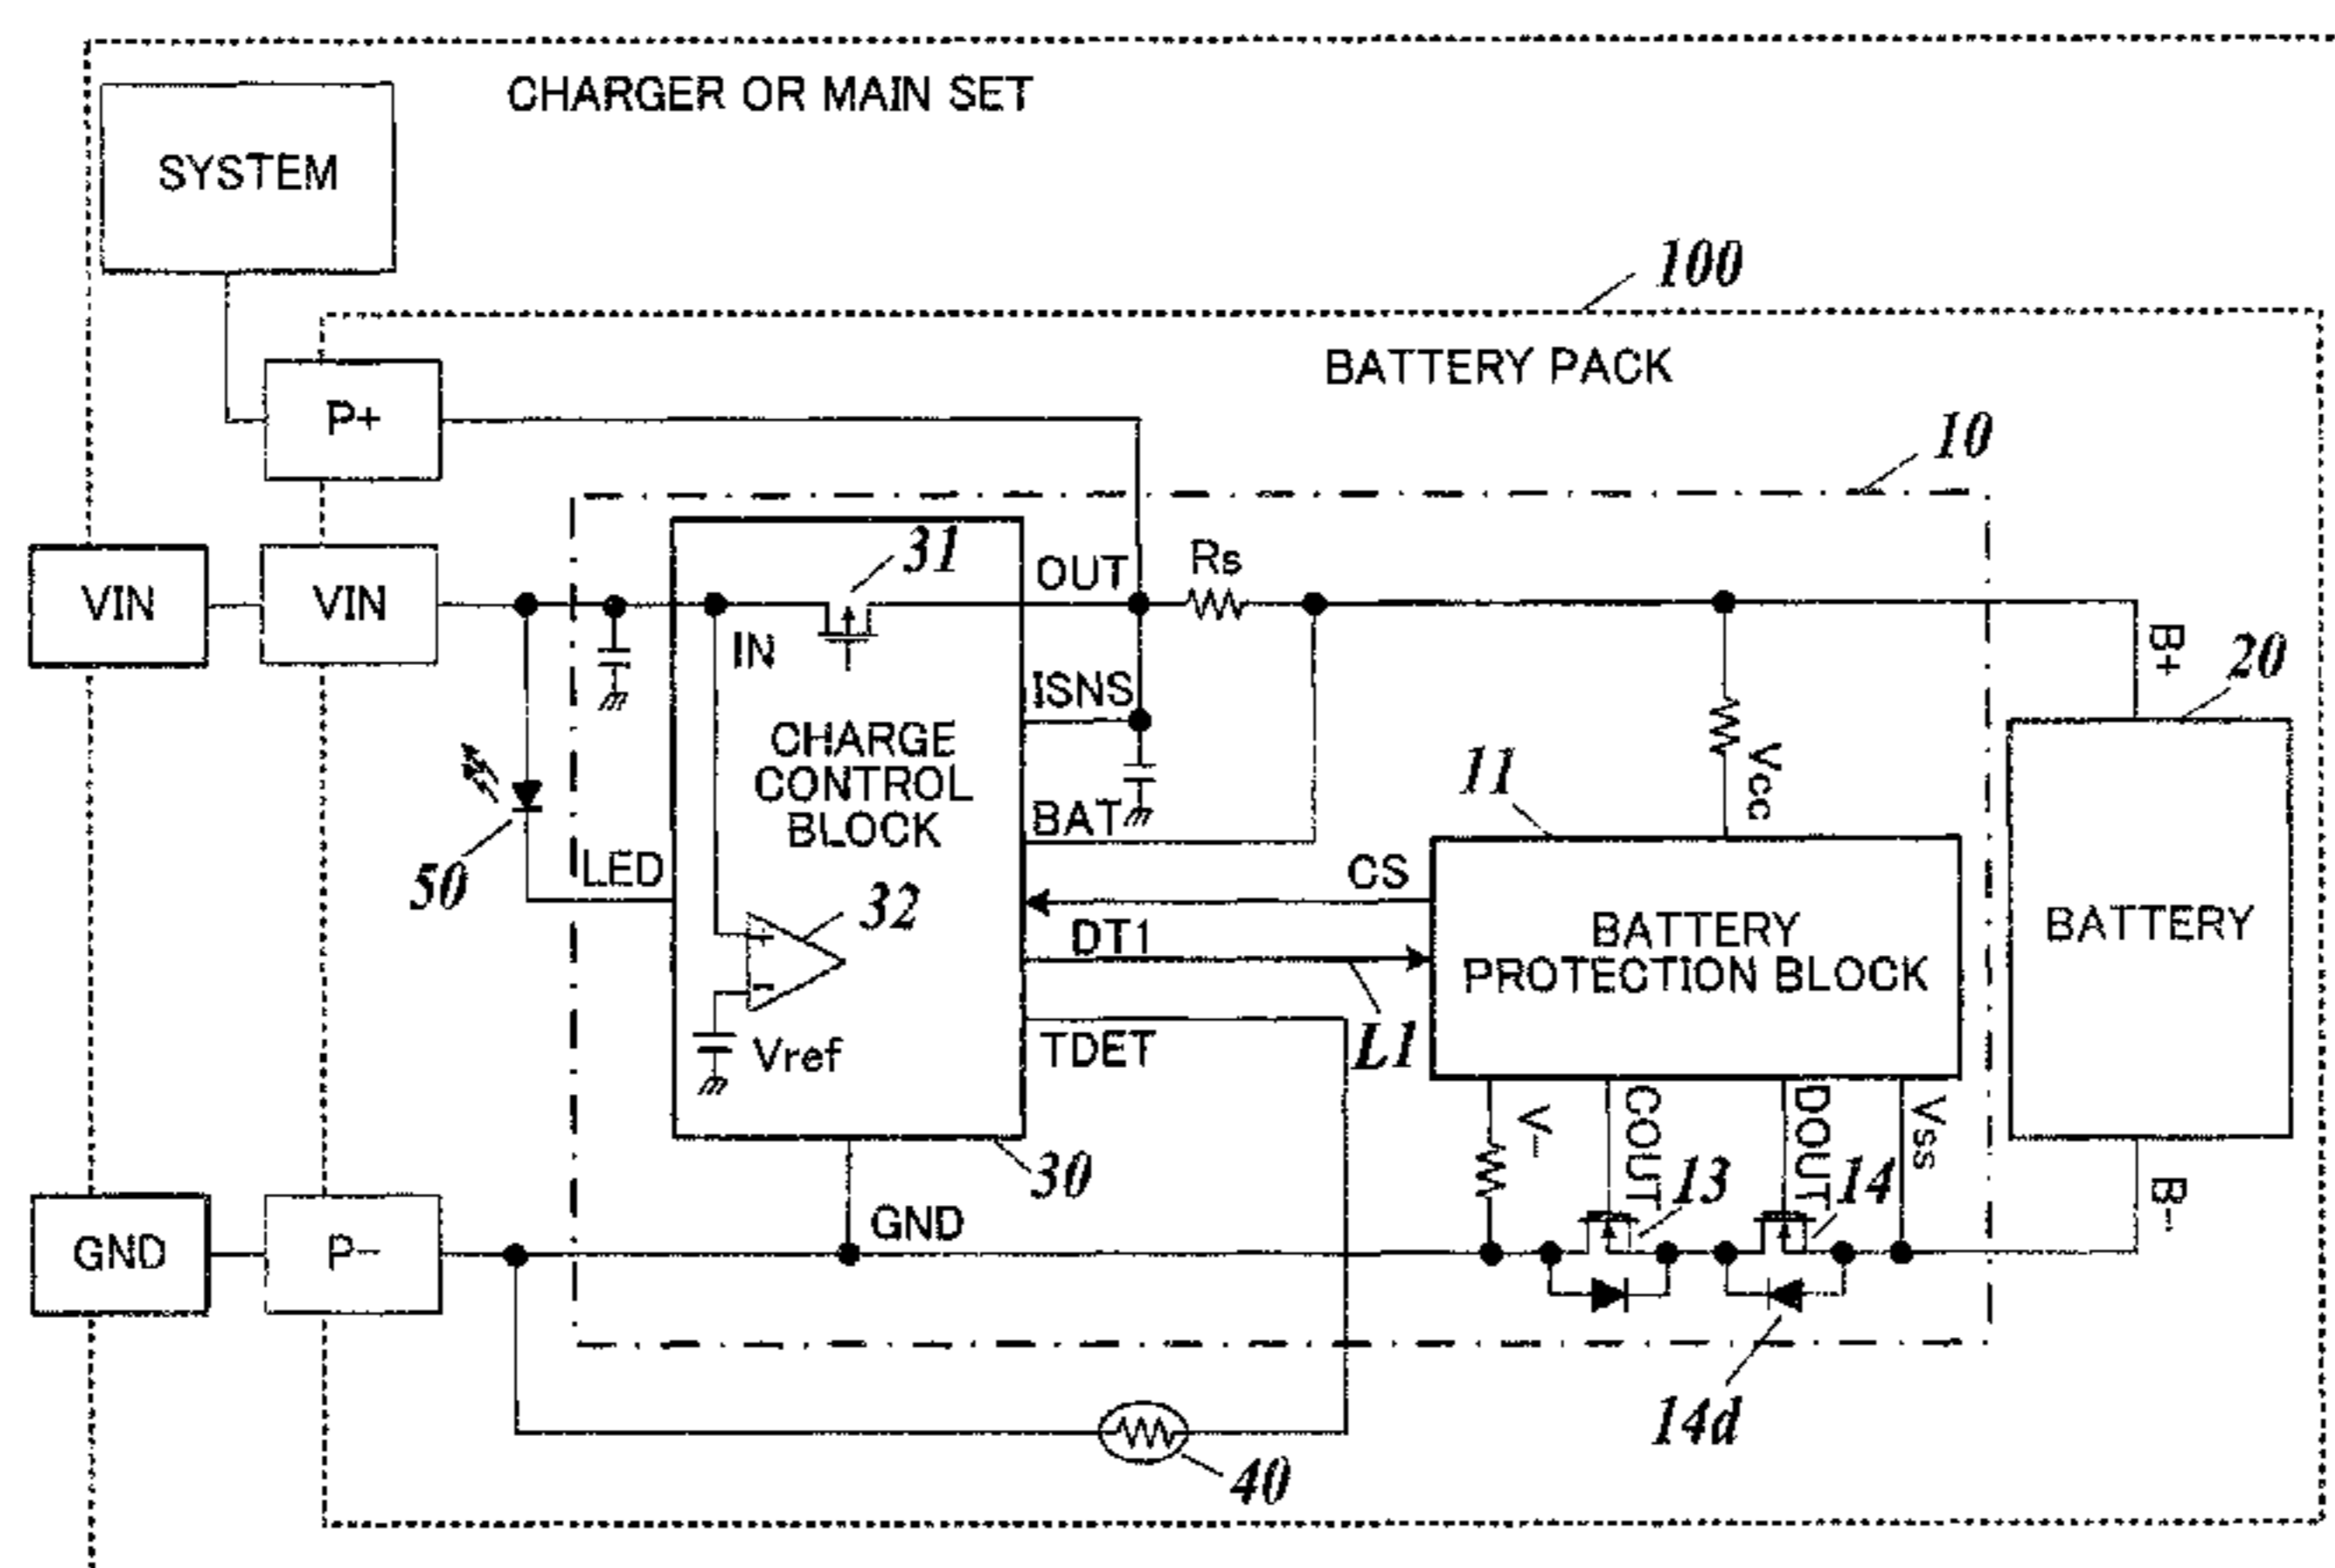 CHARGER OR MAIN SET
SYSTEM
100
BATTERY PACK
P+
10
31
OUT
Rs
VIN
VIN
IN
B+
20
ISNS
CHARGE
CONTROL
BLOCK
11
Vcc
BAT
50
LED
32
CS
DT1
BATTERY
PROTECTION BLOCK
BATTERY
+
-
Vref
TDET
L1
V-
COUT
DOUT
Vss
30
13
14
B-
GND
GND
P-
14d
40